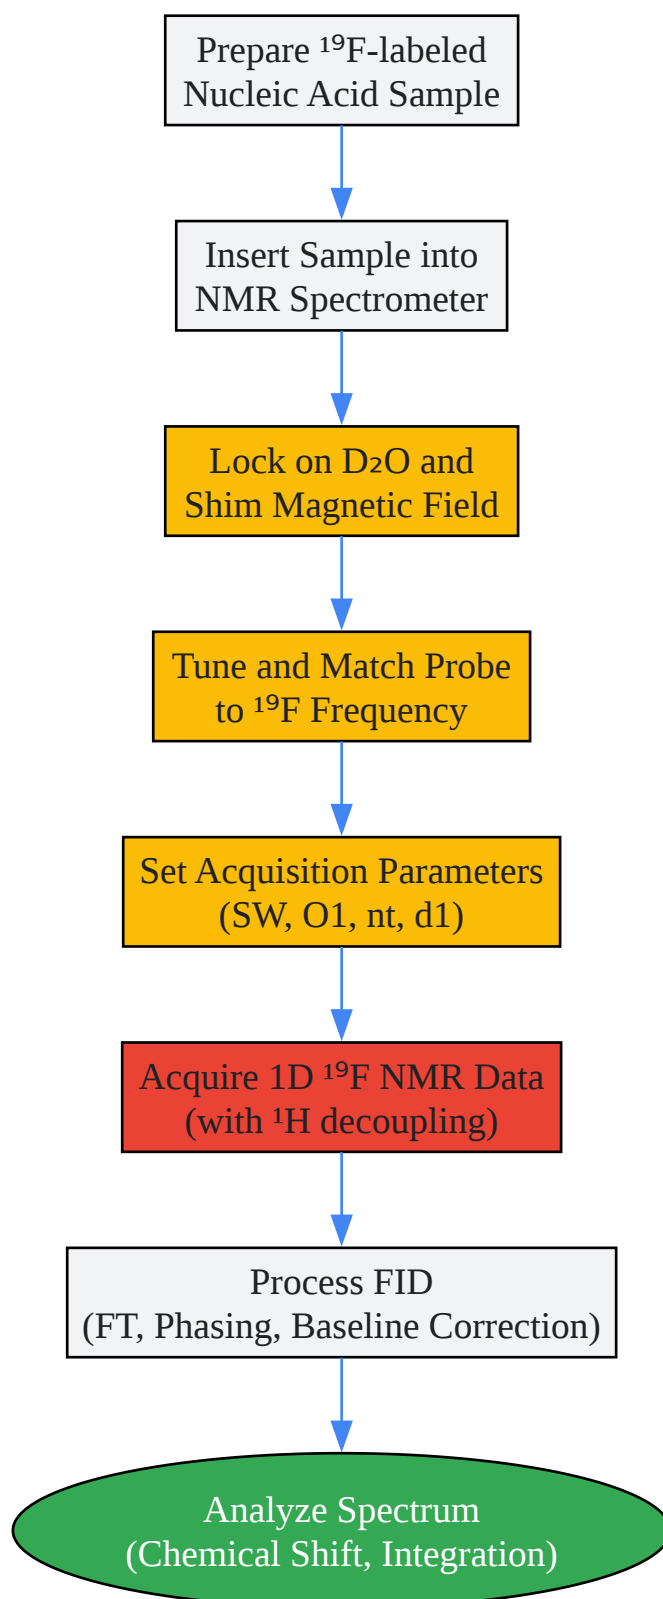 Prepare ¹⁹F-labeled
Nucleic Acid Sample
Insert Sample into
NMR Spectrometer
Lock on D₂O and
Shim Magnetic Field
Tune and Match Probe
to ¹⁹F Frequency
Set Acquisition Parameters
(SW, O1, nt, d1)
Acquire 1D ¹⁹F NMR Data
(with ¹H decoupling)
Process FID
(FT, Phasing, Baseline Correction)
Analyze Spectrum
(Chemical Shift, Integration)